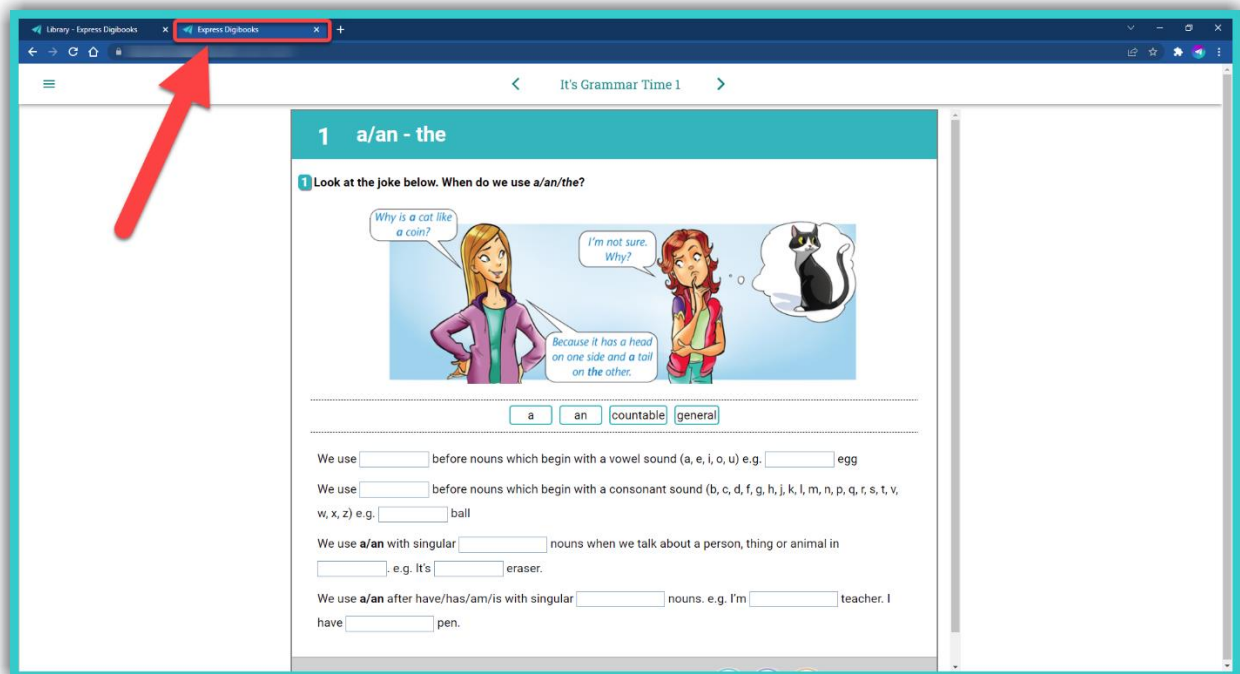 Library - Express Digibooks
Express Digibooks
It's Grammar Time 1
1 a/an - the
1 Look at the joke below. When do we use a/an/the?
Why is a cat like
a coin?
I'm not sure.
Why?
Because it has a head
on one side and a tail
on the other.
a an countable general
We use before nouns which begin with a vowel sound (a, e, i, o, u) e.g. egg
We use before nouns which begin with a consonant sound (b, c, d, f, g, h, j, k, l, m, n, p, q, r, s, t, v,
w, x, z) e.g. ball
We use a/an with singular nouns when we talk about a person, thing or animal in
. e.g. It's eraser.
We use a/an after have/has/am/is with singular nouns. e.g. I'm teacher. I
have pen.